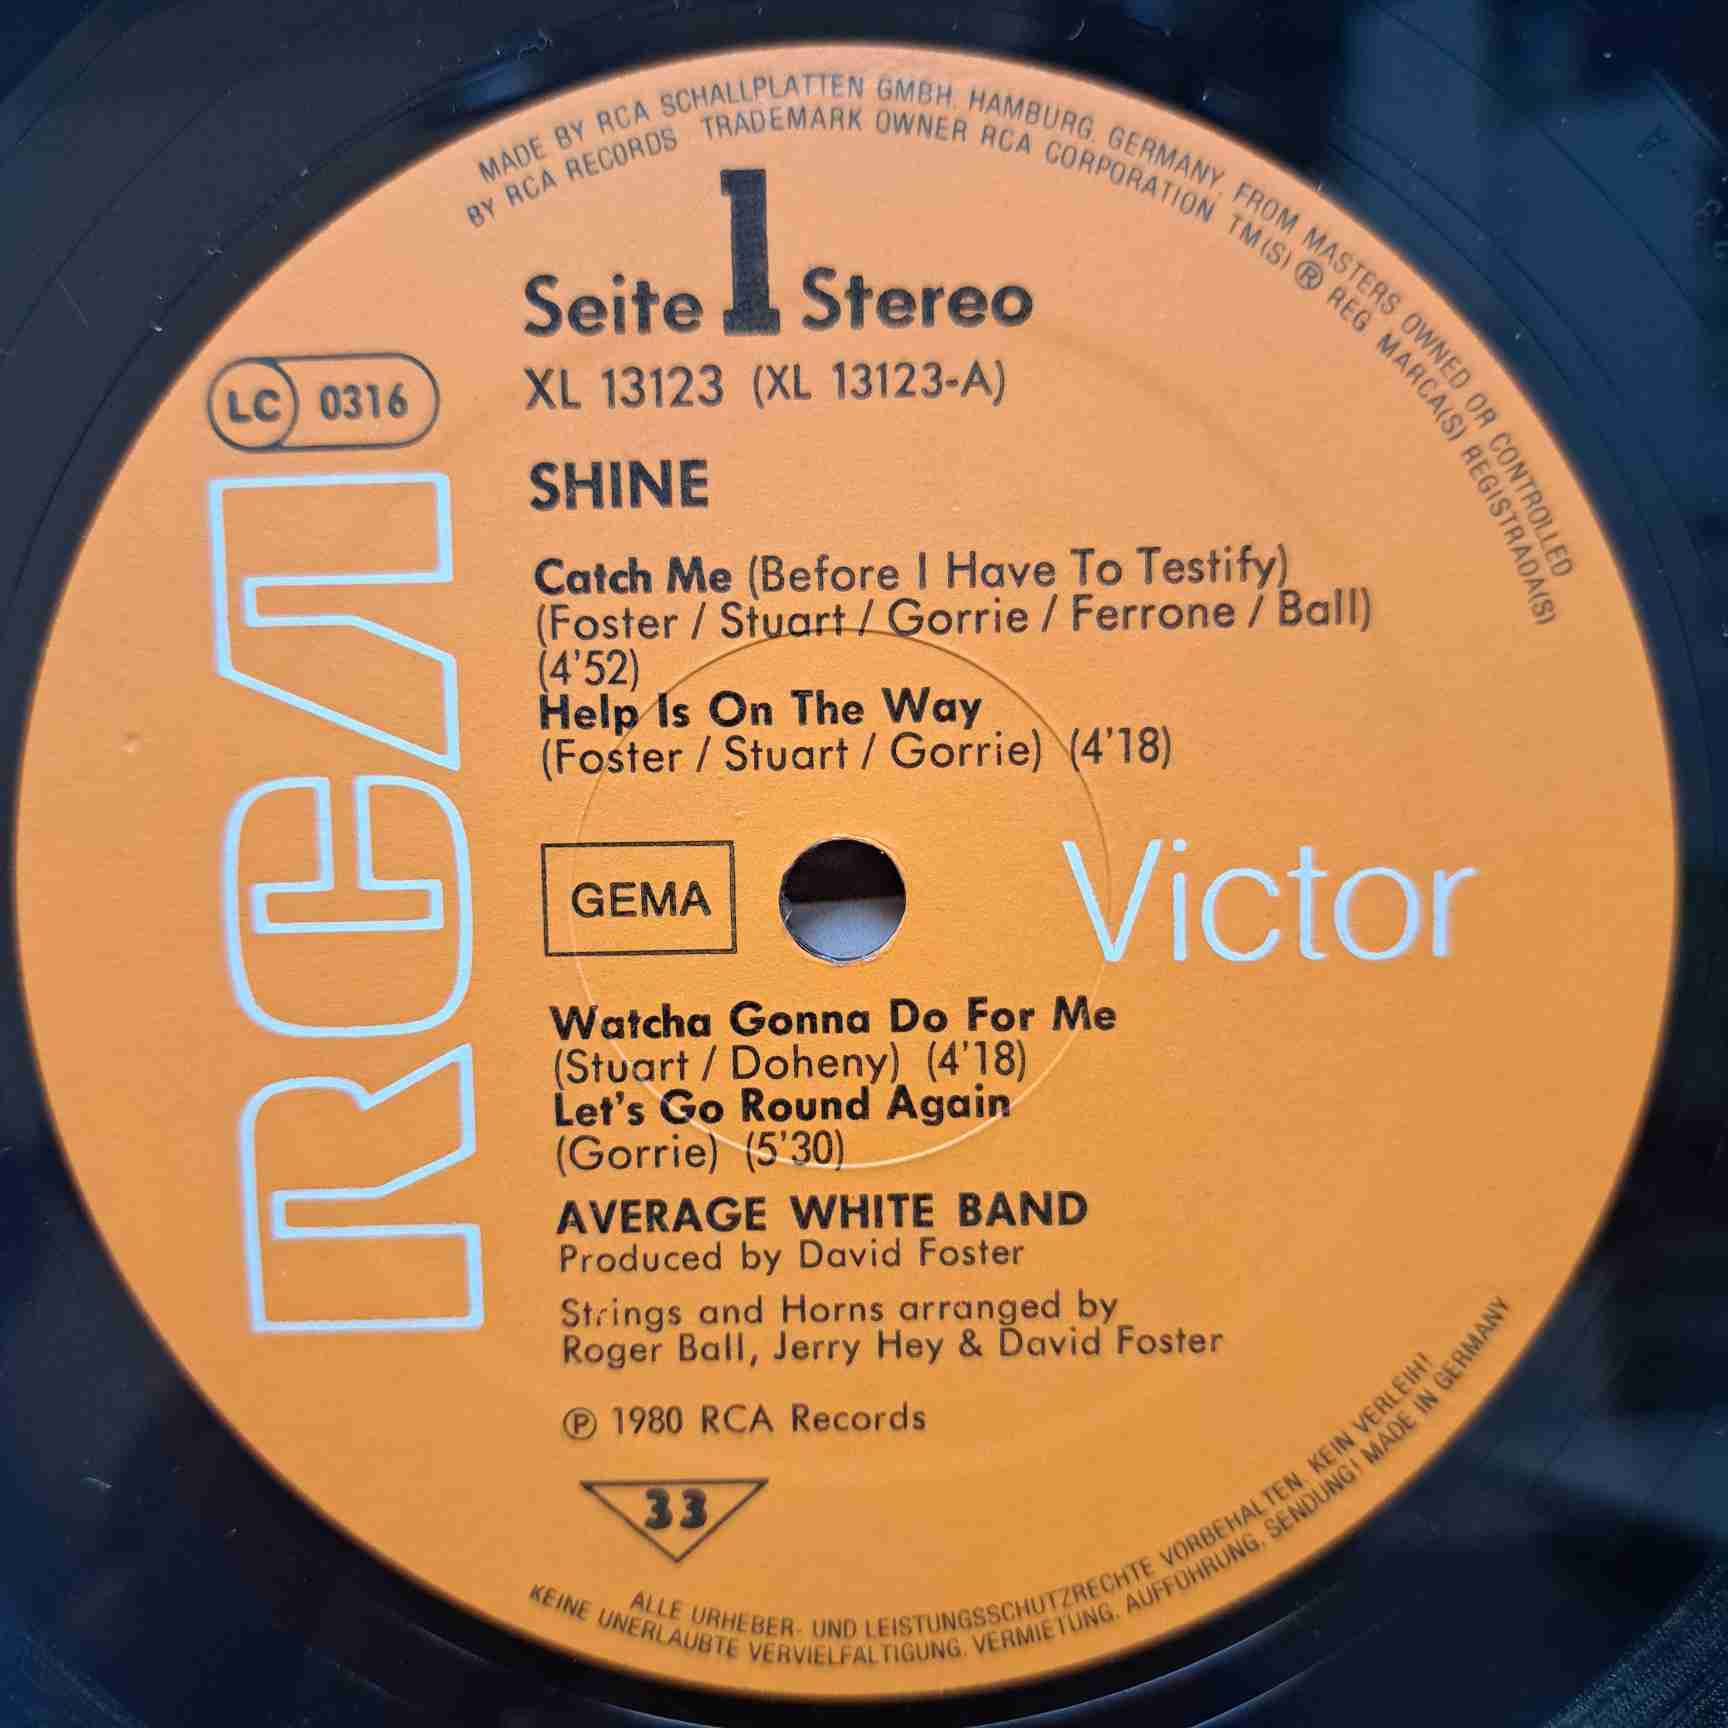 MADE BY RCA SCHALLPLATTEN GMBH, HAMBURG, GERMANY, FROM MASTERS OWNED OR CONTROLLED
BY RCA RECORDS TRADEMARK OWNER RCA CORPORATION TM(S) ® REG. MARCA(S) REGISTRADA(S)
Seite 1 Stereo
XL 13123 (XL 13123-A)
LC 0316
RCA
SHINE
Catch Me (Before I Have To Testify)
(Foster / Stuart / Gorrie / Ferrone / Ball)
(4'52)
Help Is On The Way
(Foster / Stuart / Gorrie) (4'18)
GEMA
Victor
Watcha Gonna Do For Me
(Stuart / Doheny) (4'18)
Let's Go Round Again
(Gorrie) (5'30)
AVERAGE WHITE BAND
Produced by David Foster
Strings and Horns arranged by
Roger Ball, Jerry Hey & David Foster
℗ 1980 RCA Records
33
ALLE URHEBER- UND LEISTUNGSSCHUTZRECHTE VORBEHALTEN. KEIN VERLEIH!
KEINE UNERLAUBTE VERVIELFÄLTIGUNG, VERMIETUNG, AUFFÜHRUNG, SENDUNG! MADE IN GERMANY